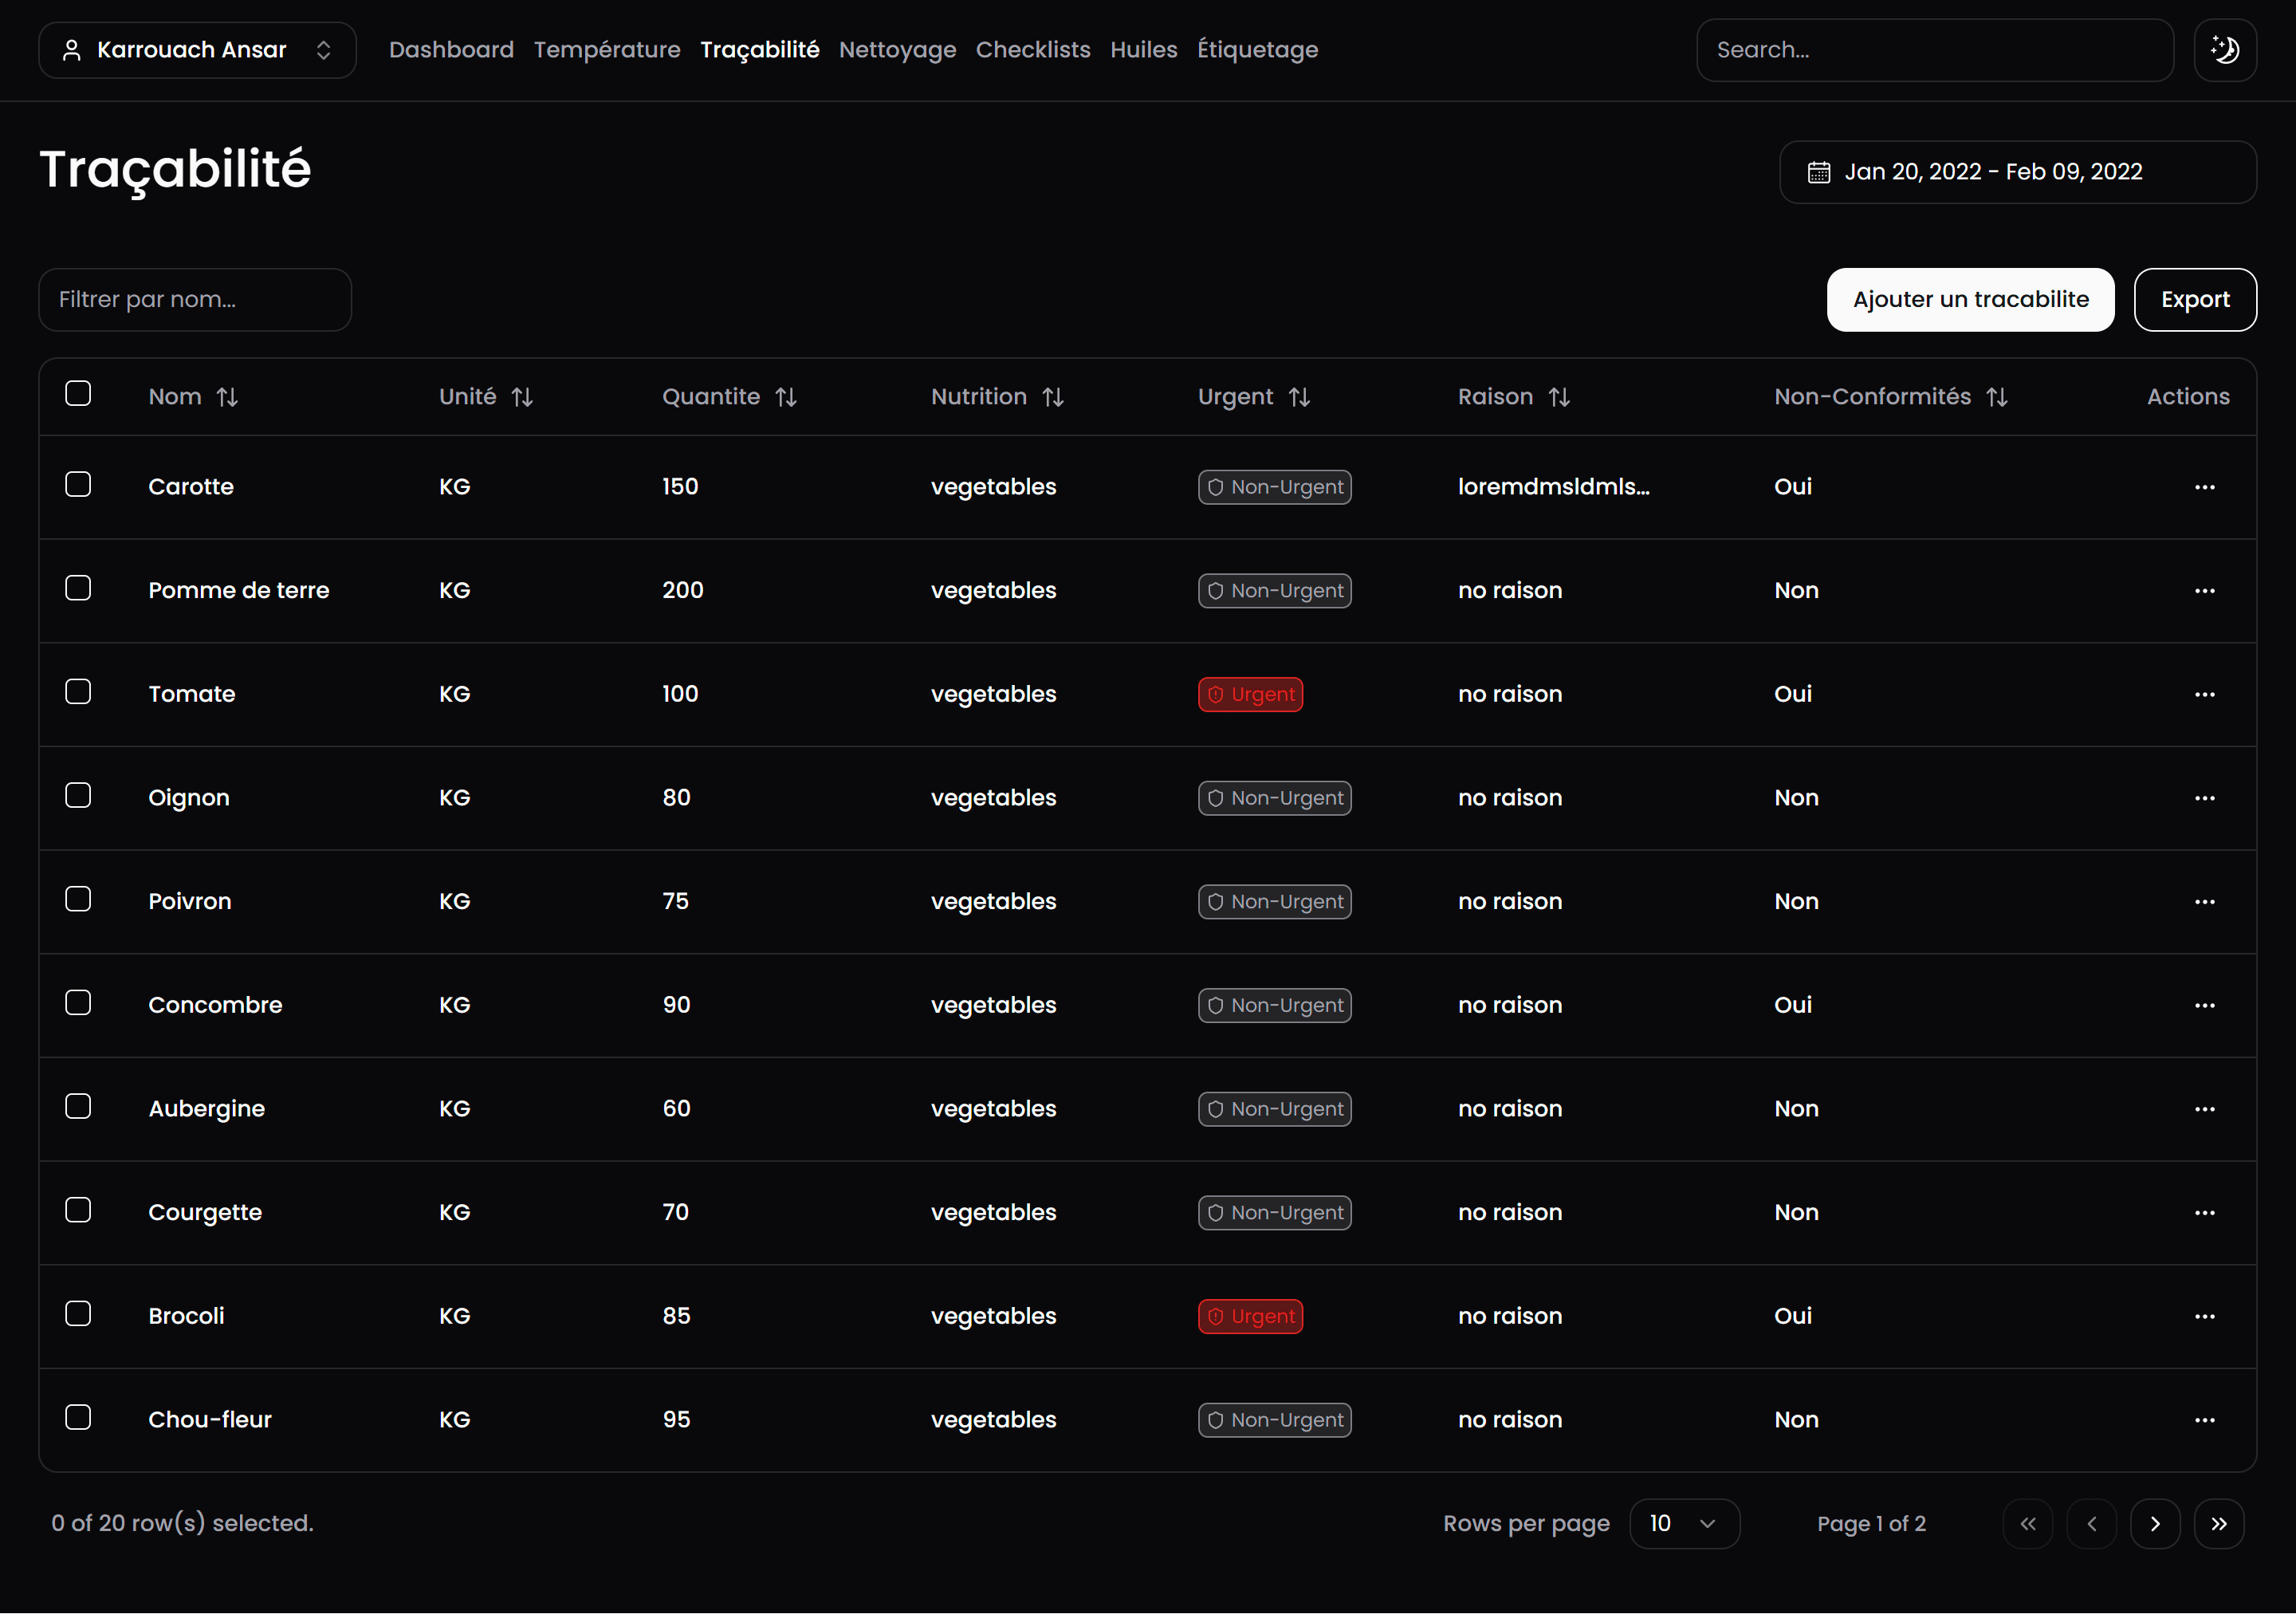 Karrouach Ansar Dashboard Température Traçabilité Nettoyage Checklists Huiles Étiquetage Search...
Traçabilité
Jan 20, 2022 - Feb 09, 2022
Filtrer par nom... Ajouter un tracabilite Export
Nom Unité Quantite Nutrition Urgent Raison Non-Conformités Actions
Carotte KG 150 vegetables Non-Urgent loremdmsldmls... Oui
Pomme de terre KG 200 vegetables Non-Urgent no raison Non
Tomate KG 100 vegetables Urgent no raison Oui
Oignon KG 80 vegetables Non-Urgent no raison Non
Poivron KG 75 vegetables Non-Urgent no raison Non
Concombre KG 90 vegetables Non-Urgent no raison Oui
Aubergine KG 60 vegetables Non-Urgent no raison Non
Courgette KG 70 vegetables Non-Urgent no raison Non
Brocoli KG 85 vegetables Urgent no raison Oui
Chou-fleur KG 95 vegetables Non-Urgent no raison Non
0 of 20 row(s) selected. Rows per page 10 Page 1 of 2